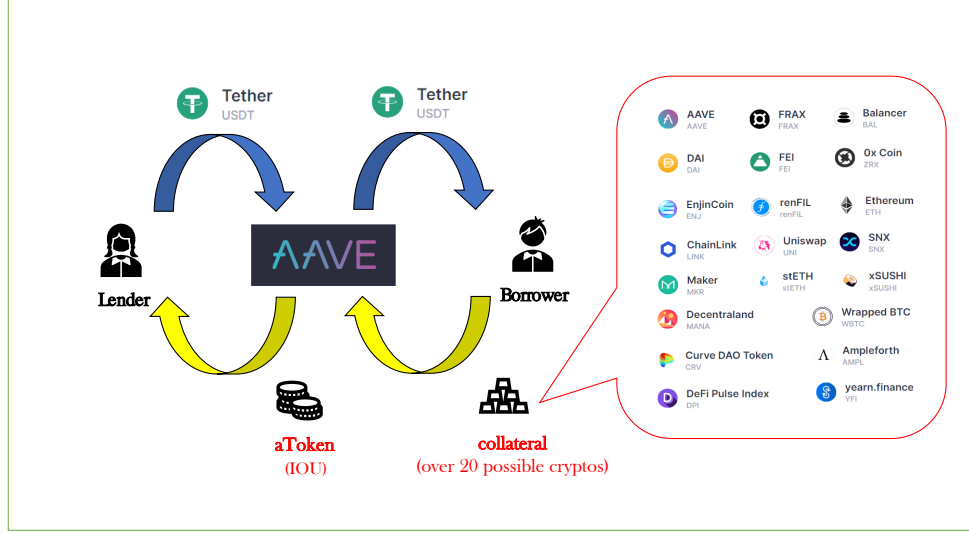 Tether
USDT
Tether
USDT
AAVE
Lender
Borrower
aToken
(IOU)
collateral
(over 20 possible cryptos)
AAVE
AAVE
FRAX
FRAX
Balancer
BAL
DAI
DAI
FEI
FEI
0x Coin
ZRX
EnjinCoin
ENJ
renFIL
renFIL
Ethereum
ETH
ChainLink
LINK
Uniswap
UNI
SNX
SNX
Maker
MKR
stETH
stETH
xSUSHI
xSUSHI
Decentraland
MANA
Wrapped BTC
WBTC
Curve DAO Token
CRV
Ampleforth
AMPL
DeFi Pulse Index
DPI
yearn.finance
YFI